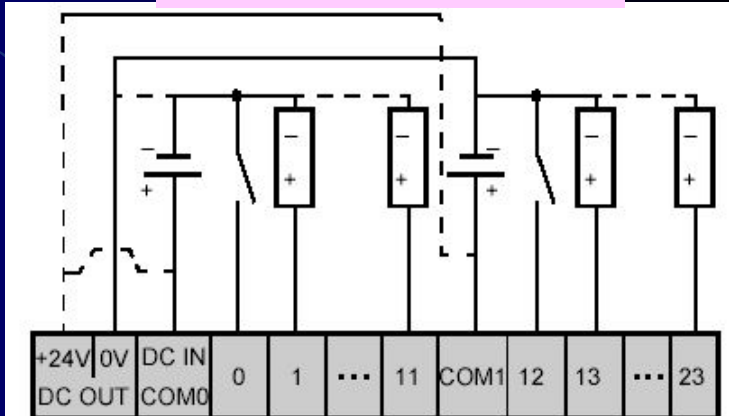 − + − + − + − + − + − +
+24V 0V DC IN 0 1 ••• 11 COM1 12 13 ••• 23
DC OUT COM0